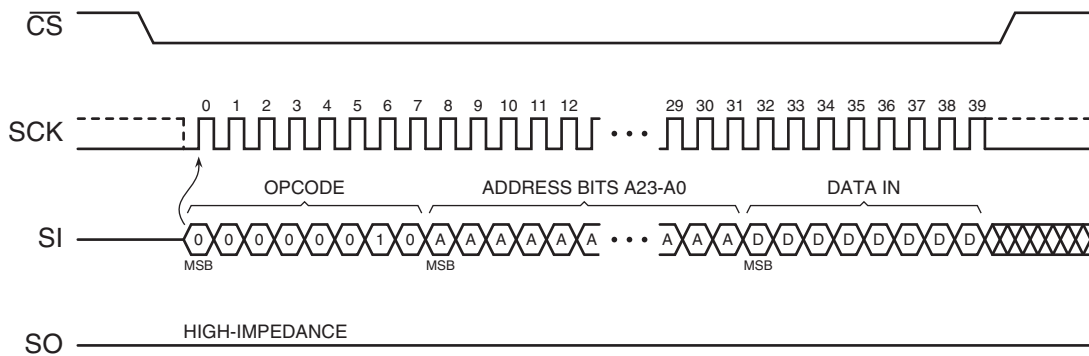 CS
0 1 2 3 4 5 6 7 8 9 10 11 12 29 30 31 32 33 34 35 36 37 38 39
SCK
OPCODE ADDRESS BITS A23-A0 DATA IN
SI 0 0 0 0 0 0 1 0 A A A A A A A A A D D D D D D D D
MSB MSB MSB
HIGH-IMPEDANCE
SO